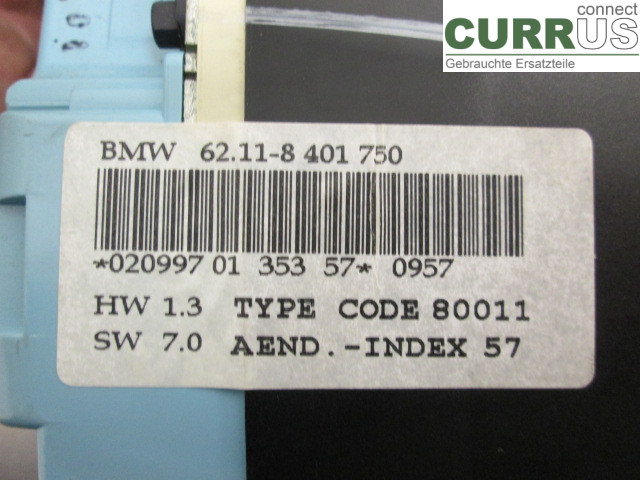 connect
CURRUS
Gebrauchte Ersatzteile
BMW 62.11-8 401 750
*020997 01 353 57* 0957
HW 1.3 TYPE CODE 80011
SW 7.0 AEND.-INDEX 57